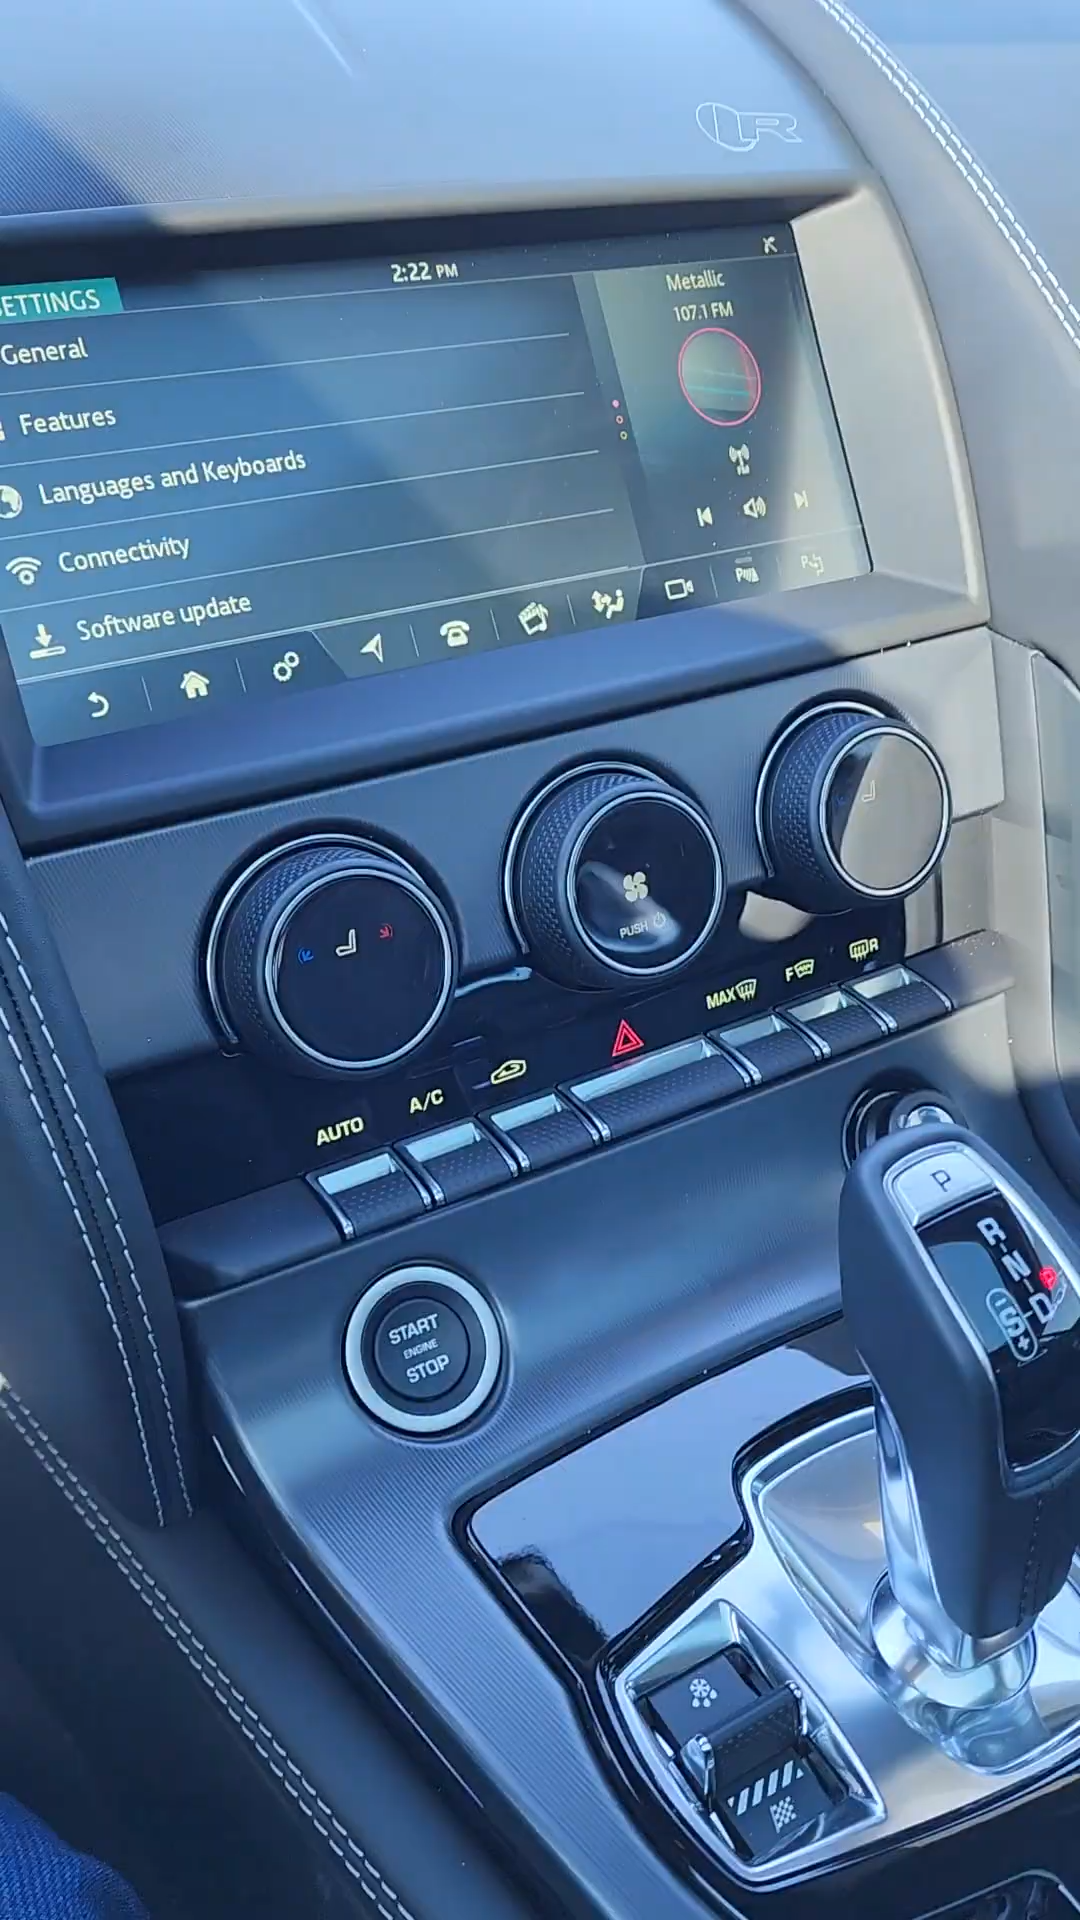 R
2:22 PM
ETTINGS
General
Features
Languages and Keyboards
Connectivity
Software update
Metallic
107.1 FM
PUSH
AUTO
A/C
MAX
F
R
START
ENGINE
STOP
P
R
N
D
P
-S+